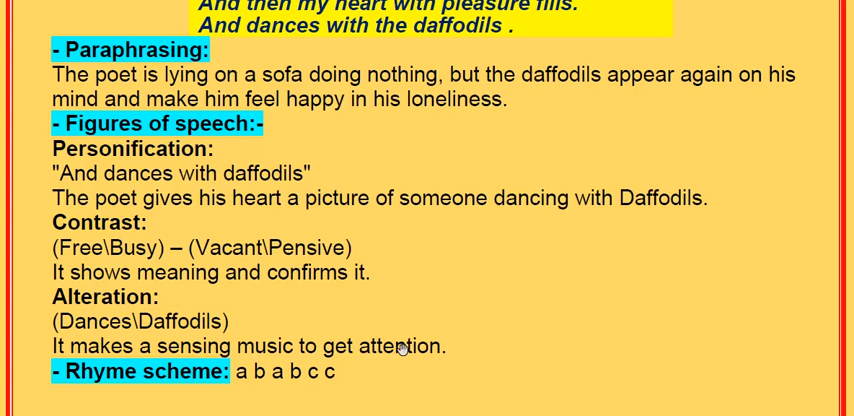 And then my heart with pleasure fills.
And dances with the daffodils .
- Paraphrasing:
The poet is lying on a sofa doing nothing, but the daffodils appear again on his
mind and make him feel happy in his loneliness.
- Figures of speech:-
Personification:
"And dances with daffodils"
The poet gives his heart a picture of someone dancing with Daffodils.
Contrast:
(Free\Busy) – (Vacant\Pensive)
It shows meaning and confirms it.
Alteration:
(Dances\Daffodils)
It makes a sensing music to get attention.
- Rhyme scheme: a b a b c c